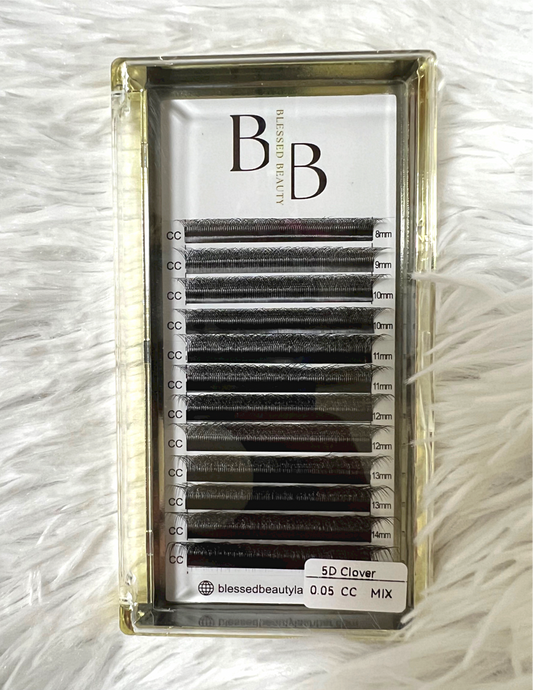 B B
BLESSED BEAUTY
CC 8mm
CC 9mm
CC 10mm
CC 10mm
CC 11mm
CC 11mm
CC 12mm
CC 12mm
CC 13mm
CC 13mm
CC 14mm
CC
5D Clover
blessedbeautyla
0.05 CC MIX